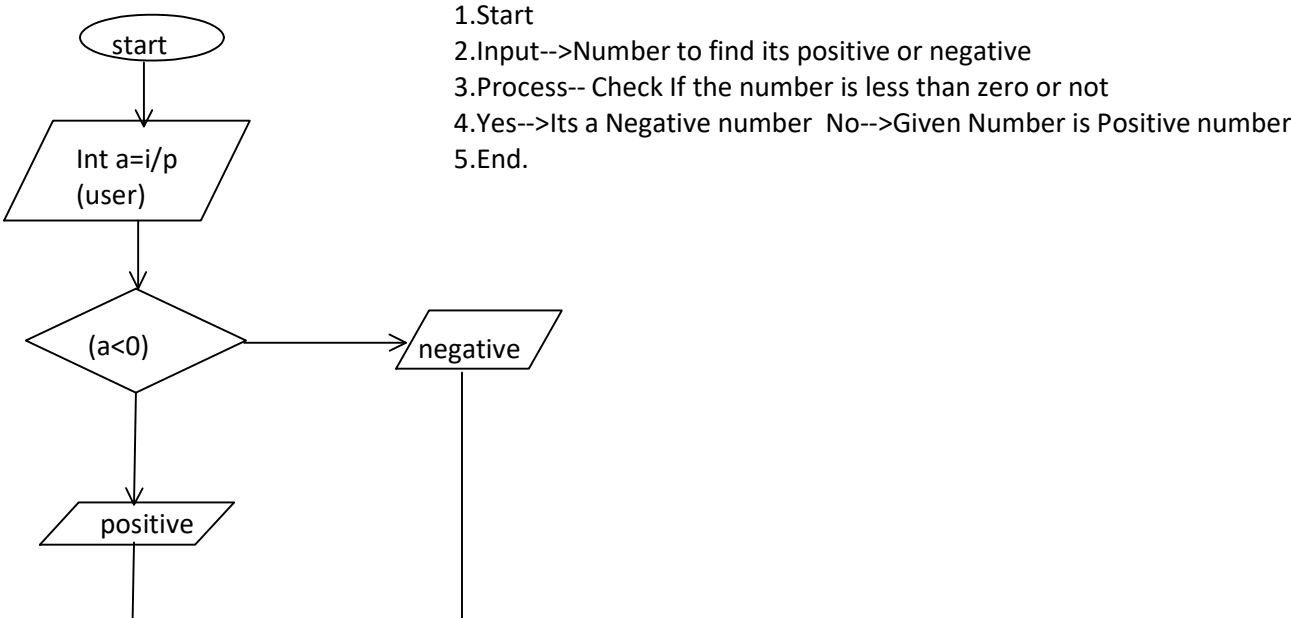 start
Int a=i/p
(user)
(a<0)
negative
positive
1.Start
2.Input-->Number to find its positive or negative
3.Process-- Check If the number is less than zero or not
4.Yes-->Its a Negative number  No-->Given Number is Positive number
5.End.